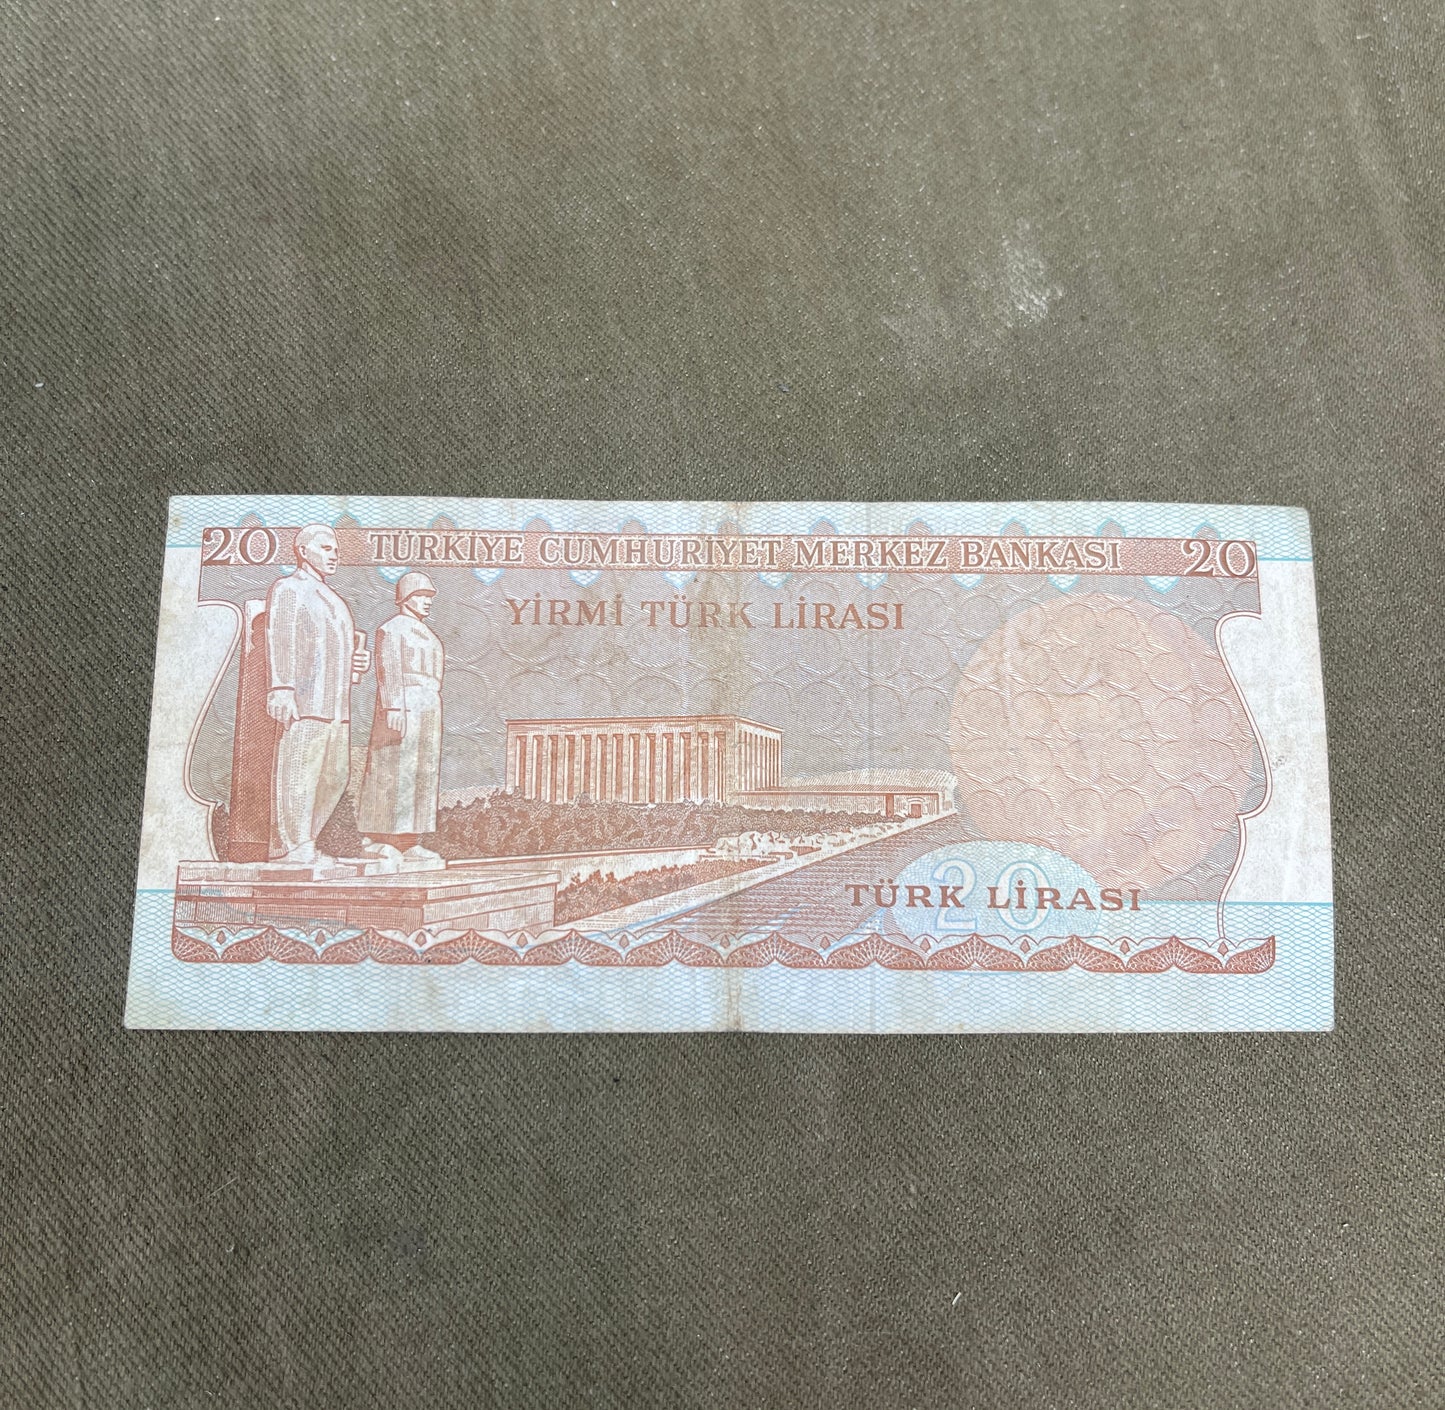 20 TÜRKİYE CUMHURİYET MERKEZ BANKASI 20
YİRMİ TÜRK LİRASI
20
TÜRK LİRASI